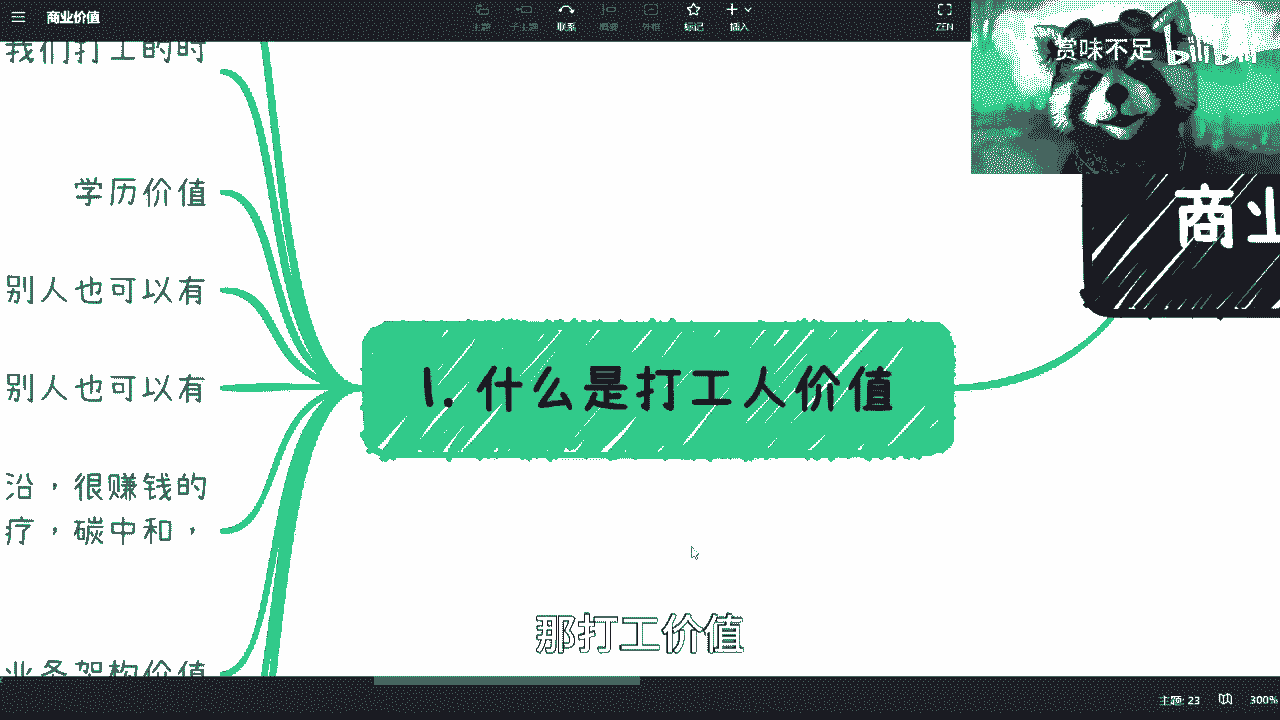 商业价值
主题
子主题
联系
概要
外框
标记
插入
ZEN
赏味不足
bilibili
我们打工的时
学历价值
别人也可以有
别人也可以有
沿，很赚钱的
疗，碳中和，
业务架构价值
1. 什么是打工人价值
商业
那打工价值
主题: 23
300%